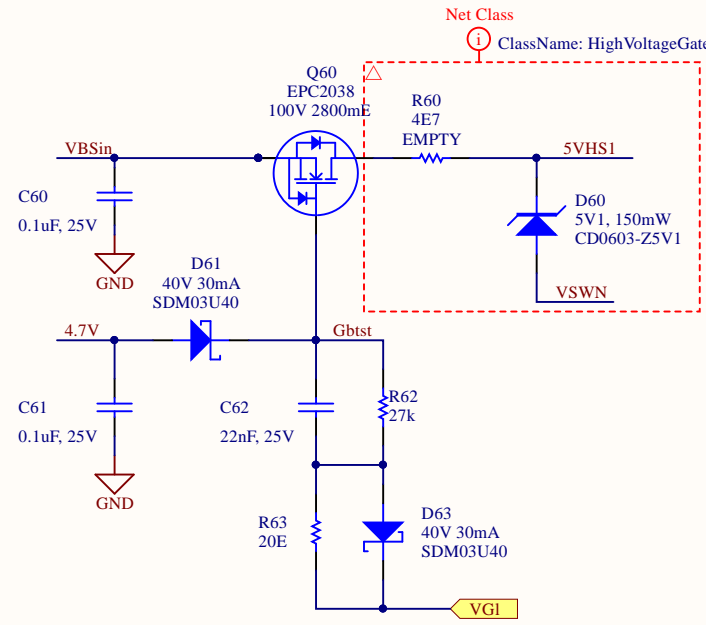 Net Class
i
ClassName: HighVoltageGate
Q60
EPC2038
100V 2800mE
R60
4E7
EMPTY
VBSin
5VHS1
C60
0.1uF, 25V
D60
5V1, 150mW
CD0603-Z5V1
GND
D61
40V 30mA
SDM03U40
VSWN
4.7V
Gbtst
C61
0.1uF, 25V
C62
22nF, 25V
R62
27k
GND
R63
20E
D63
40V 30mA
SDM03U40
VGl